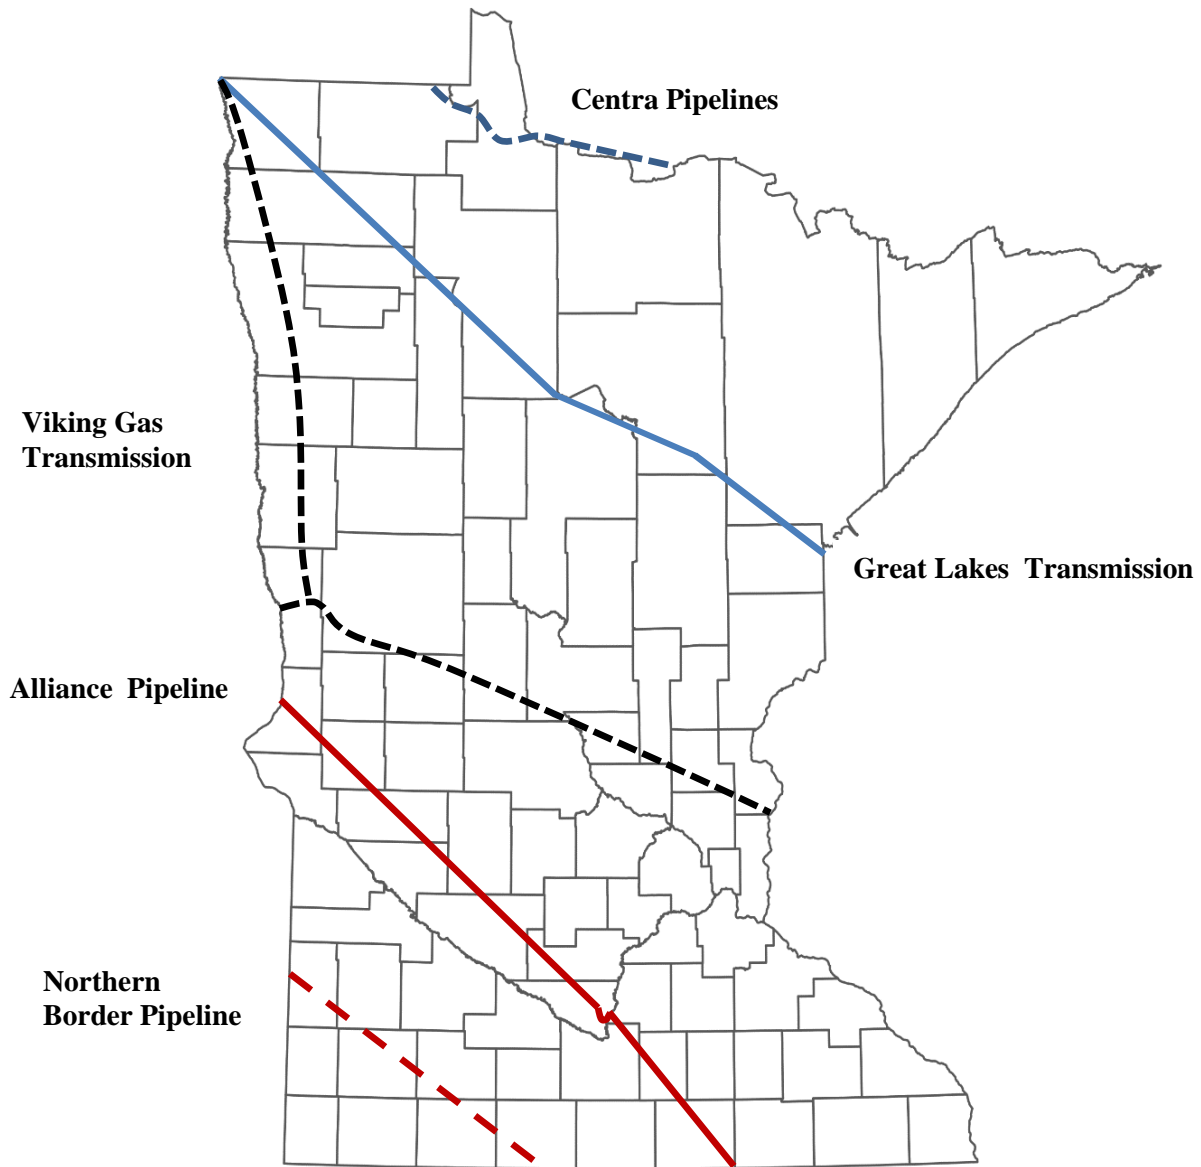 Centra Pipelines
Viking Gas
Transmission
Great Lakes  Transmission
Alliance  Pipeline
Northern
Border Pipeline